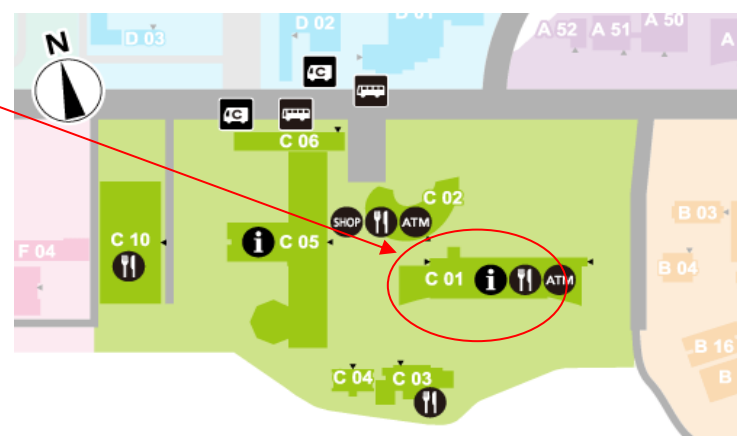 N
D 03
D 02
D 01
A 52
A 51
A 50
A
C
C
C 06
C 02
SHOP
ATM
B 03
F 04
C 10
i
C 05
C 01
i
ATM
B 04
B 16
B
C 04
C 03